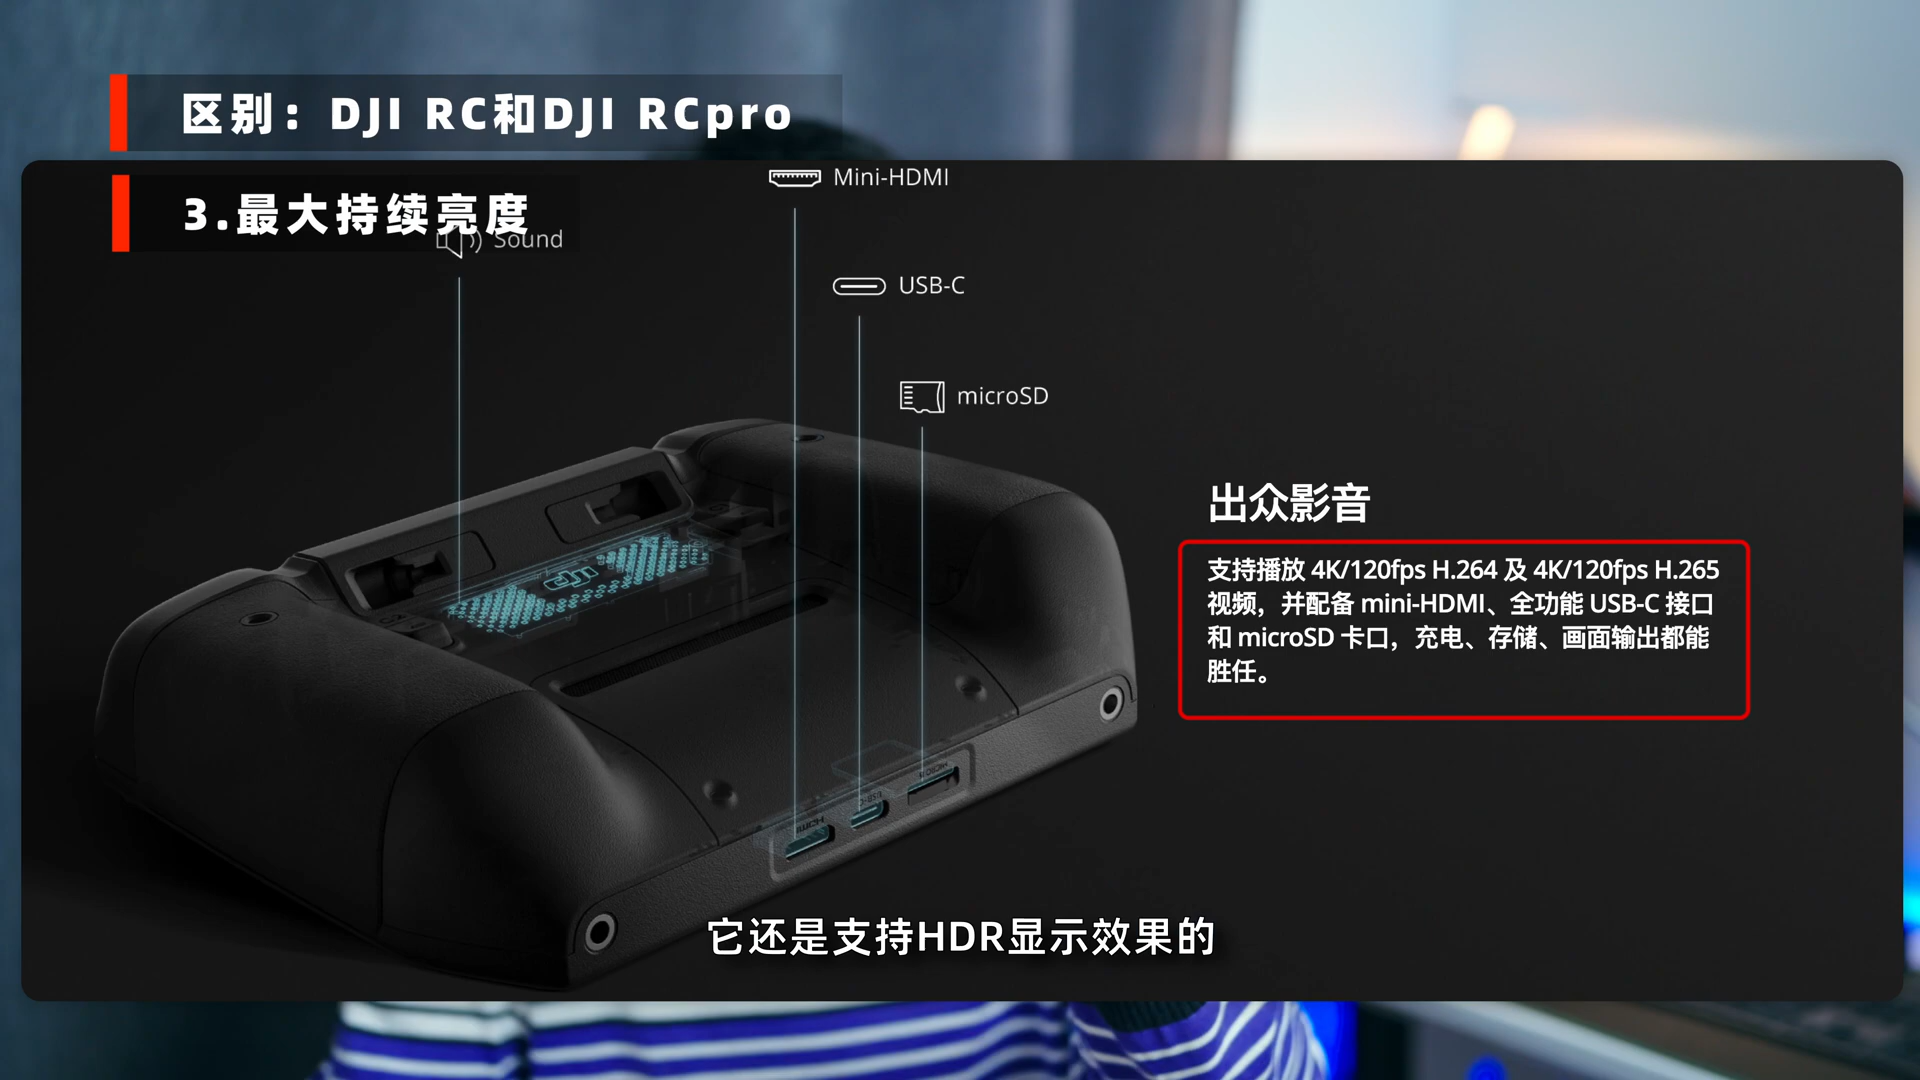 区别：DJI RC和DJI RCpro
3.最大持续亮度
Mini-HDMI
Sound
USB-C
microSD
出众影音
支持播放 4K/120fps H.264 及 4K/120fps H.265
视频，并配备 mini-HDMI、全功能 USB-C 接口
和 microSD 卡口，充电、存储、画面输出都能
胜任。
dji
HDMI
USB-C
它还是支持HDR显示效果的